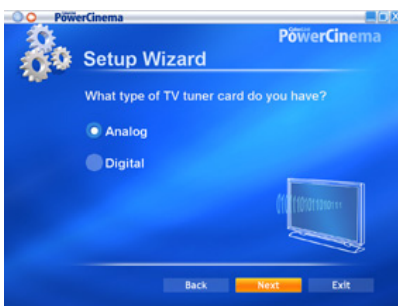 PowerCinema
PowerCinema
Setup Wizard
What type of TV tuner card do you have?
Analog
Digital
Back Next Exit